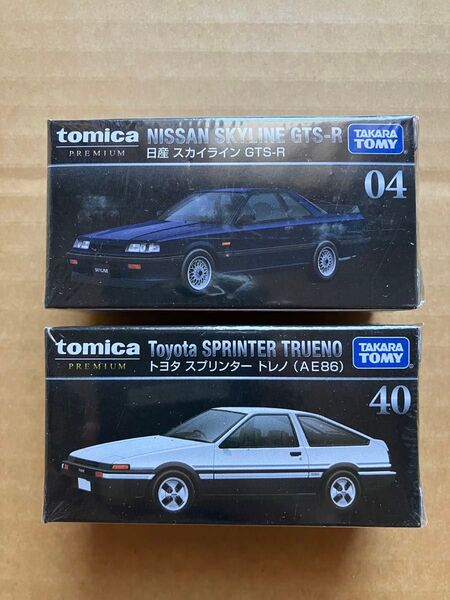 tomica
PREMIUM
NISSAN SKYLINE GTS-R
日産 スカイライン GTS-R
TAKARA
TOMY
04
SKYLINE
tomica
PREMIUM
Toyota SPRINTER TRUENO
トヨタ スプリンター トレノ (AE86)
TAKARA
TOMY
40